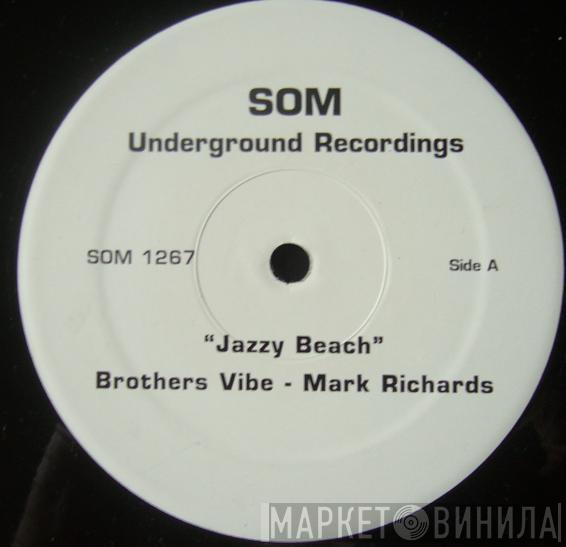 SOM
Underground Recordings
SOM 1267
Side A
"Jazzy Beach"
Brothers Vibe - Mark Richards
МАРКЕТ ВИНИЛА